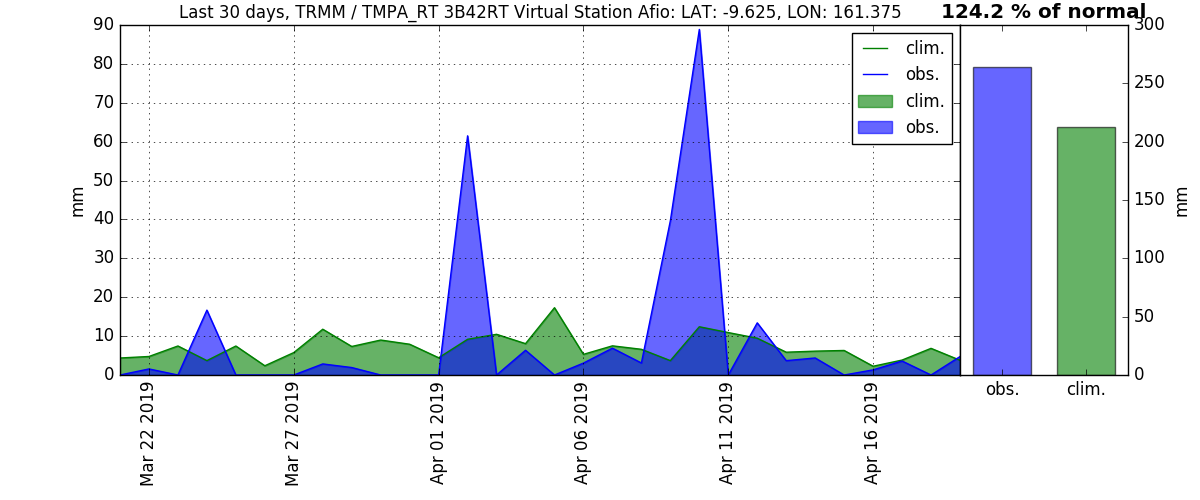 Last 30 days, TRMM / TMPA_RT 3B42RT Virtual Station Afio: LAT: -9.625, LON: 161.375
124.2 % of normal
90
80
70
60
50
40
30
20
10
0
mm
clim.
obs.
clim.
obs.
Mar 22 2019
Mar 27 2019
Apr 01 2019
Apr 06 2019
Apr 11 2019
Apr 16 2019
300
250
200
150
100
50
0
mm
obs.
clim.